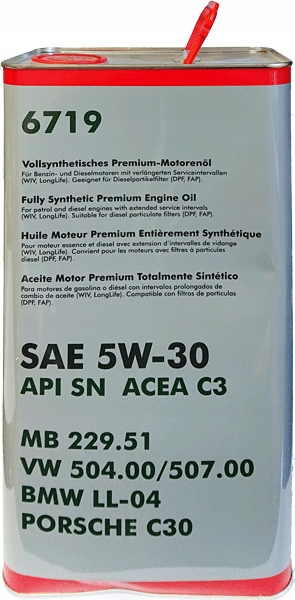 6719
Vollsynthetisches Premium-Motorenöl
Für Benzin- und Dieselmotoren mit verlängerten Serviceintervallen
(WIV, LongLife). Geeignet für Dieselpartikelfilter (DPF, FAP).
Fully Synthetic Premium Engine Oil
For petrol and diesel engines with extended service intervals
(WIV, LongLife). Suitable for diesel particulate filters (DPF, FAP).
Huile Moteur Premium Entièrement Synthétique
Pour moteur essence et diesel avec extension d'intervalles de vidange
(WIV, LongLife). Convient pour les moteurs avec filtres à particules
diesel (DPF, FAP).
Aceite Motor Premium Totalmente Sintético
Para motores de gasolina o diésel con intervalos prolongados de
cambio de aceite (WIV, LongLife). Compatible con filtros de partículas
(DPF, FAP).
SAE 5W-30
API SN ACEA C3
MB 229.51
VW 504.00/507.00
BMW LL-04
PORSCHE C30